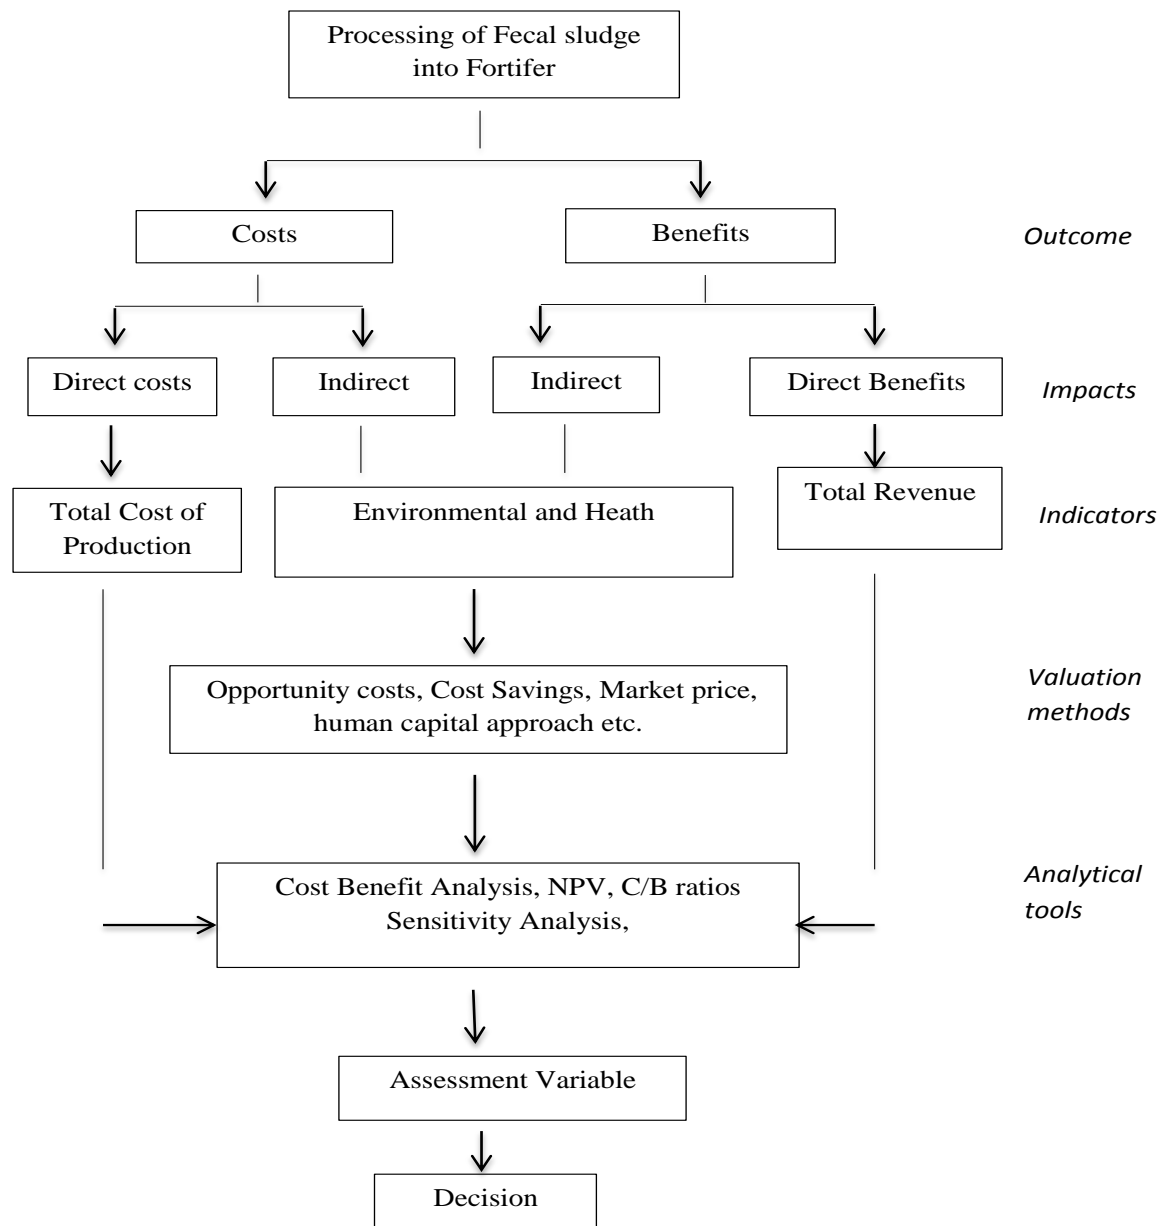 Processing of Fecal sludge
into Fortifer
Costs
Benefits
Outcome
Direct costs
Indirect
Indirect
Direct Benefits
Impacts
Total Cost of
Production
Environmental and Heath
Total Revenue
Indicators
Opportunity costs, Cost Savings, Market price,
human capital approach etc.
Valuation
methods
Cost Benefit Analysis, NPV, C/B ratios
Sensitivity Analysis,
Analytical
tools
Assessment Variable
Decision